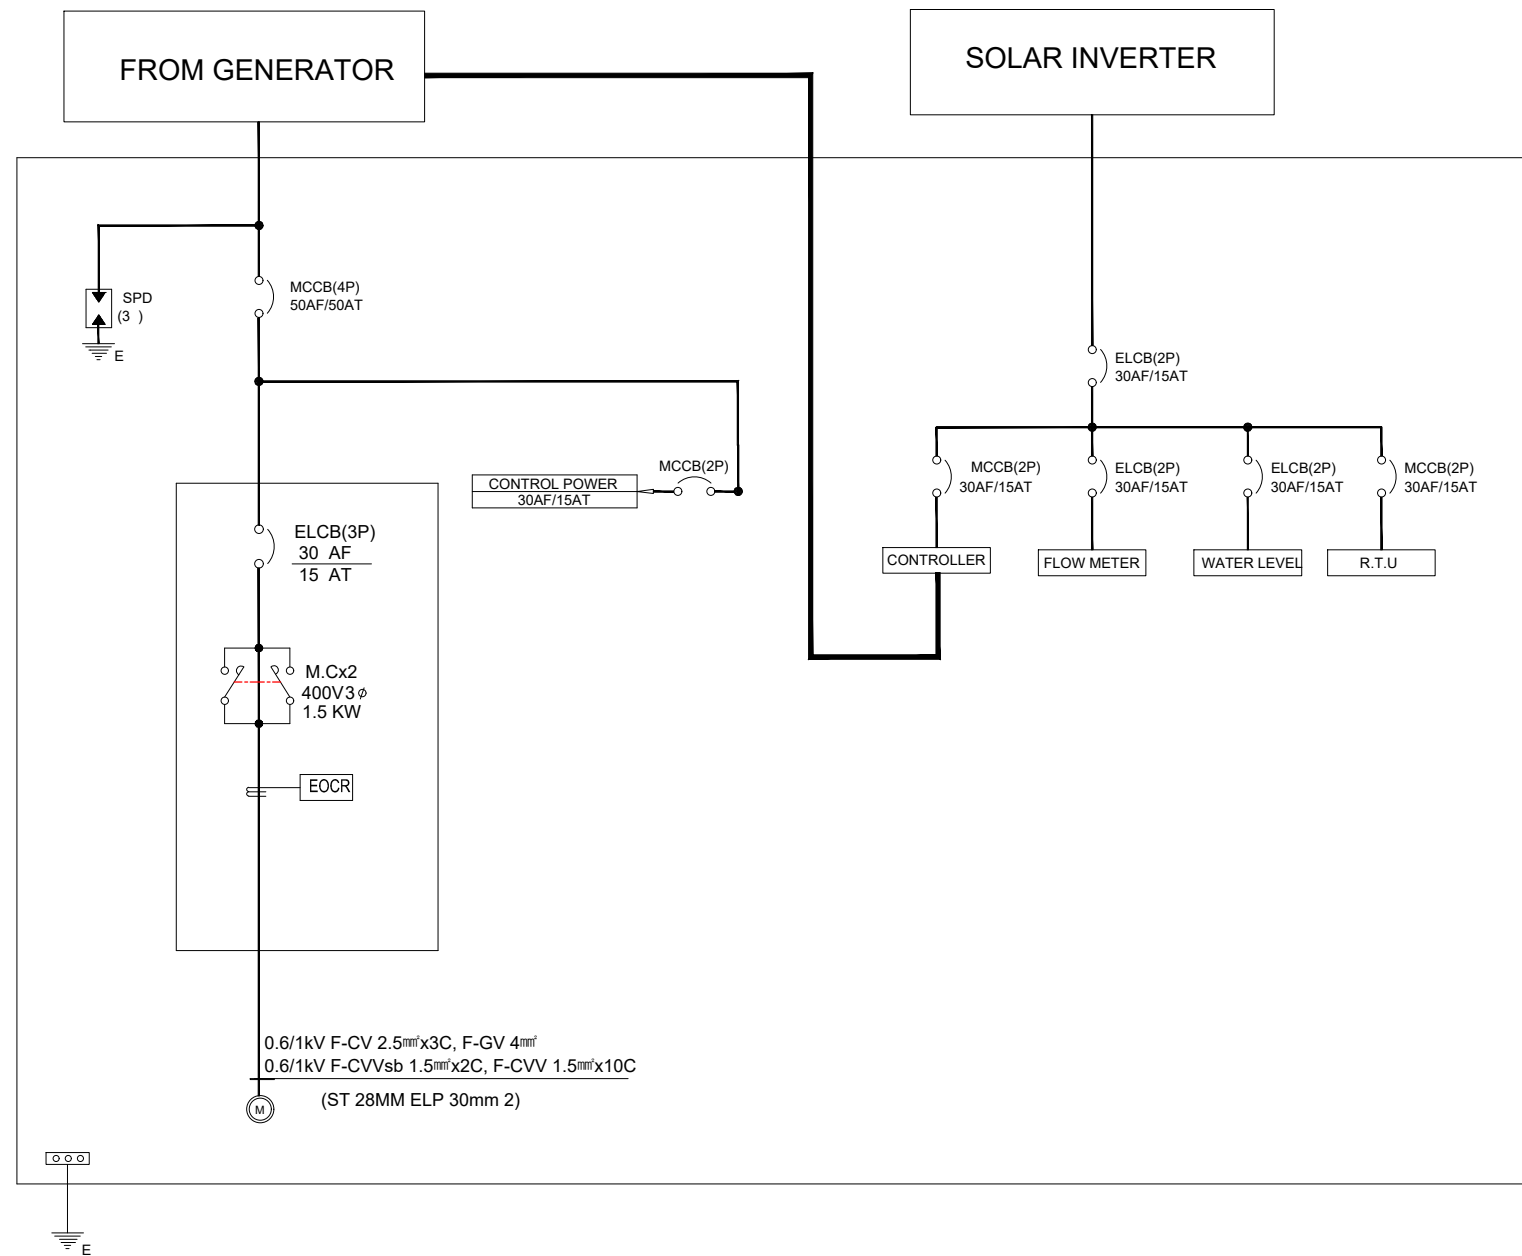 FROM GENERATOR
SOLAR INVERTER
SPD
(3 )
E
MCCB(4P)
50AF/50AT
ELCB(2P)
30AF/15AT
MCCB(2P)
CONTROL POWER
30AF/15AT
MCCB(2P)
30AF/15AT
ELCB(2P)
30AF/15AT
ELCB(2P)
30AF/15AT
MCCB(2P)
30AF/15AT
ELCB(3P)
30 AF
15 AT
CONTROLLER
FLOW METER
WATER LEVEL
R.T.U
M.Cx2
400V3⌀
1.5 KW
EOCR
0.6/1kV F-CV 2.5㎟x3C, F-GV 4㎟
0.6/1kV F-CVVsb 1.5㎟x2C, F-CVV 1.5㎟x10C
(ST 28MM ELP 30mm 2)
M
E